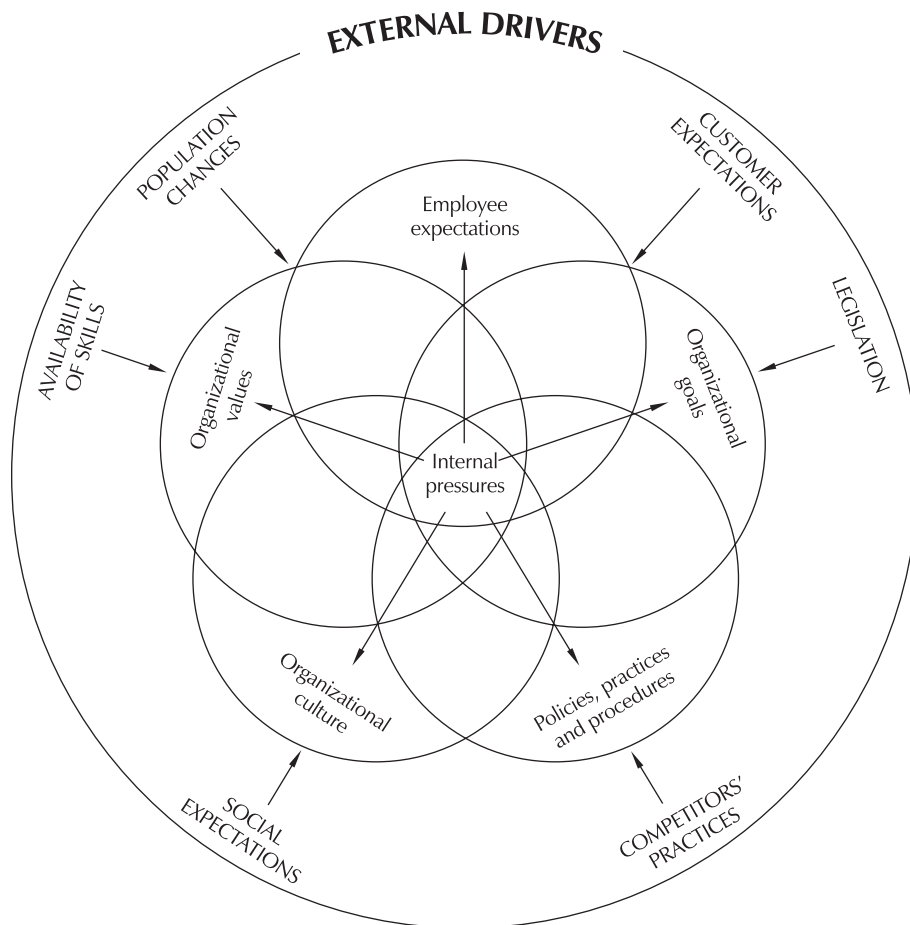 EXTERNAL DRIVERS
POPULATION
CHANGES
CUSTOMER
EXPECTATIONS
Employee
expectations
AVAILABILITY
OF SKILLS
LEGISLATION
Organizational
values
Organizational
goals
Internal
pressures
Organizational
culture
Policies, practices
and procedures
SOCIAL
EXPECTATIONS
COMPETITORS’
PRACTICES